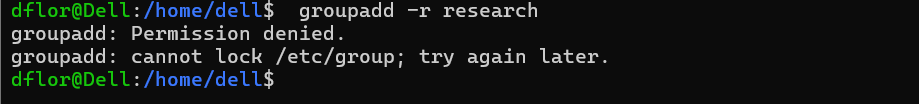 dflor@Dell:/home/dell$  groupadd -r research
groupadd: Permission denied.
groupadd: cannot lock /etc/group; try again later.
dflor@Dell:/home/dell$